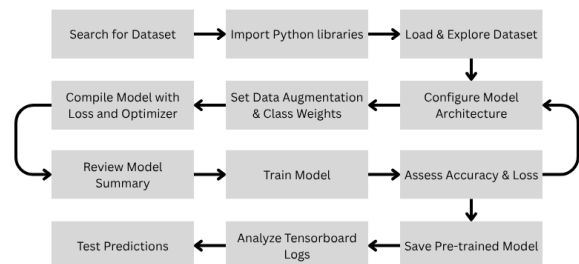 Search for Dataset
Import Python libraries
Load & Explore Dataset
Compile Model with
Loss and Optimizer
Set Data Augmentation
& Class Weights
Configure Model
Architecture
Review Model
Summary
Train Model
Assess Accuracy & Loss
Test Predictions
Analyze Tensorboard
Logs
Save Pre-trained Model